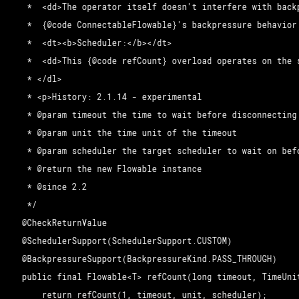 *  <dd>The operator itself doesn't interfere with
*  {@code ConnectableFlowable}'s backpressure behavior
*  <dt><b>Scheduler:</b></dt>
*  <dd>This {@code refCount} overload operates on the
* </dl>
* <p>History: 2.1.14 - experimental
* @param timeout the time to wait before disconnecting
* @param unit the time unit of the timeout
* @param scheduler the target scheduler to wait on
* @return the new Flowable instance
* @since 2.2
*/
@CheckReturnValue
@SchedulerSupport(SchedulerSupport.CUSTOM)
@BackpressureSupport(BackpressureKind.PASS_THROUGH)
public final Flowable<T> refCount(long timeout,
return refCount(1, timeout, unit, scheduler);